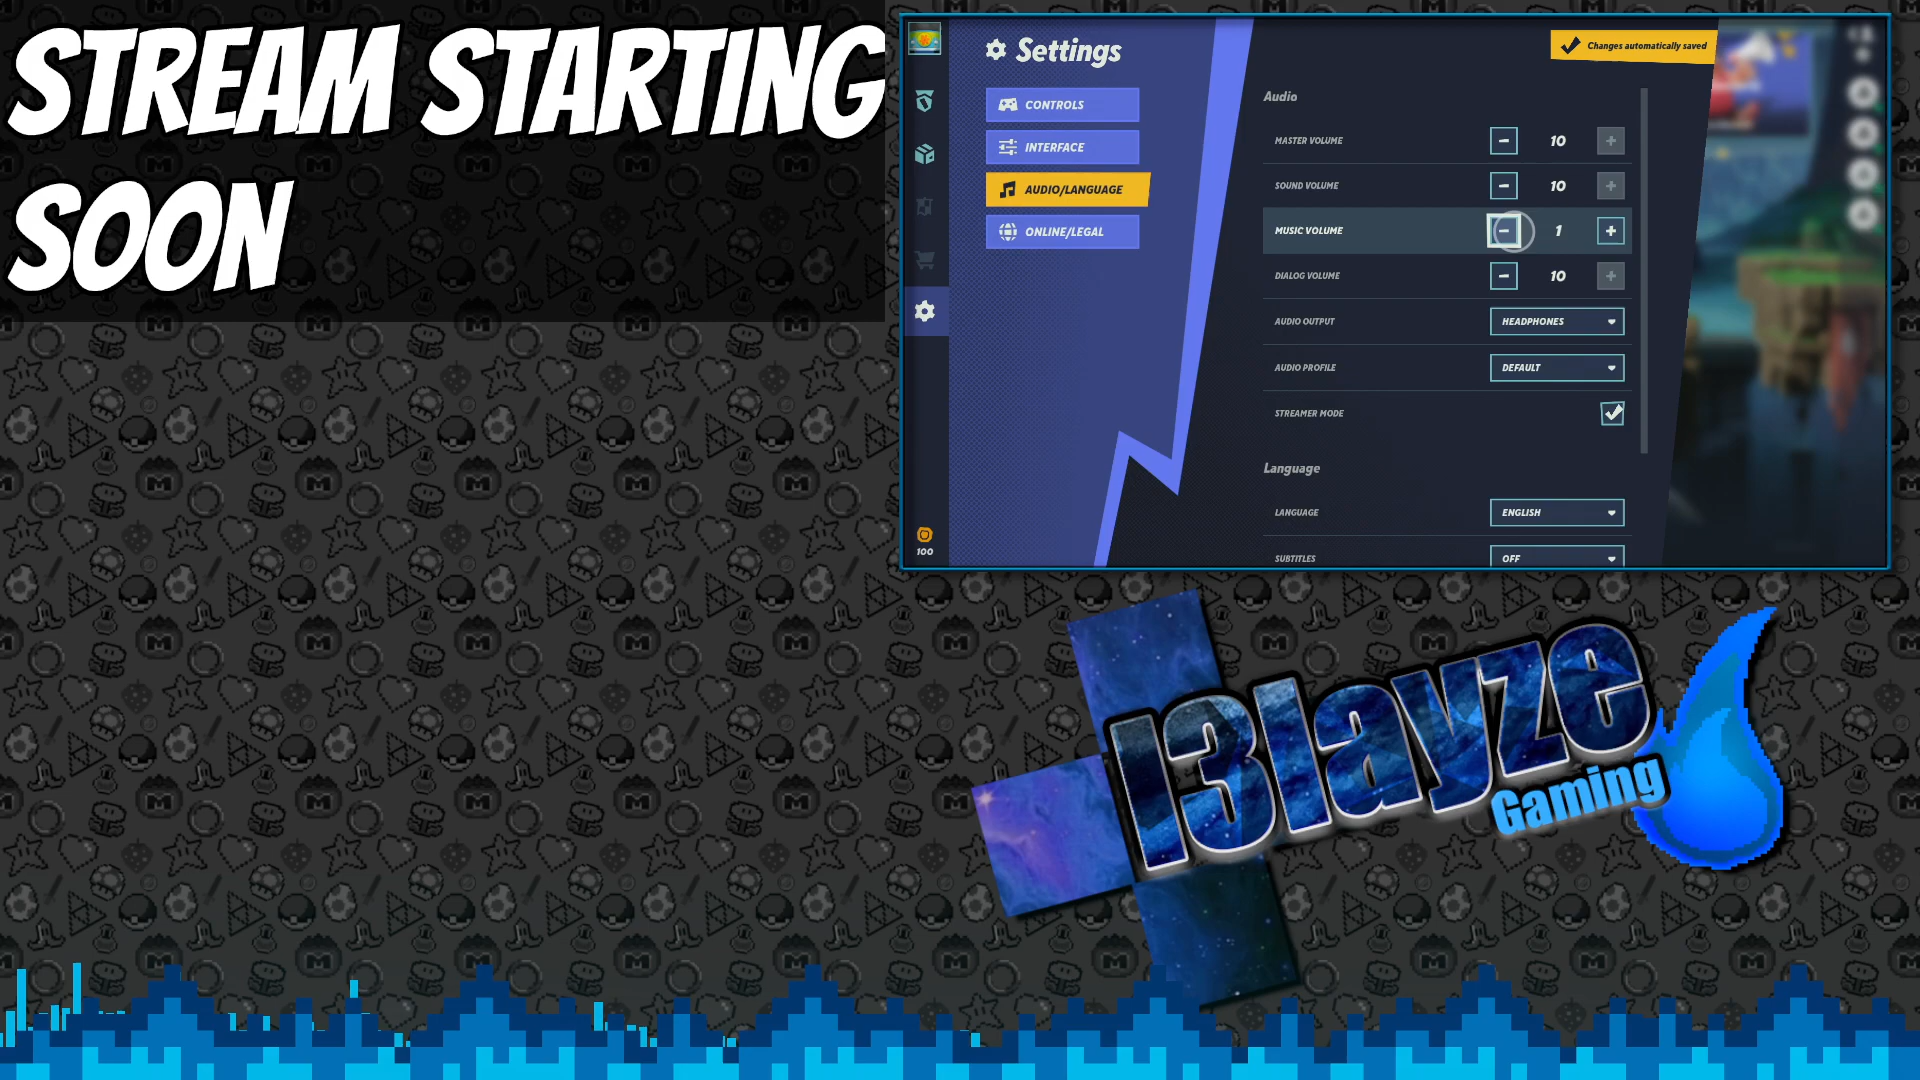 STREAM STARTING
SOON
Settings
Changes automatically saved
CONTROLS
INTERFACE
AUDIO/LANGUAGE
ONLINE/LEGAL
100
Audio
MASTER VOLUME - 10 +
SOUND VOLUME - 10 +
MUSIC VOLUME - 1 +
DIALOG VOLUME - 10 +
AUDIO OUTPUT HEADPHONES
AUDIO PROFILE DEFAULT
STREAMER MODE
Language
LANGUAGE ENGLISH
SUBTITLES OFF
l3layze
Gaming